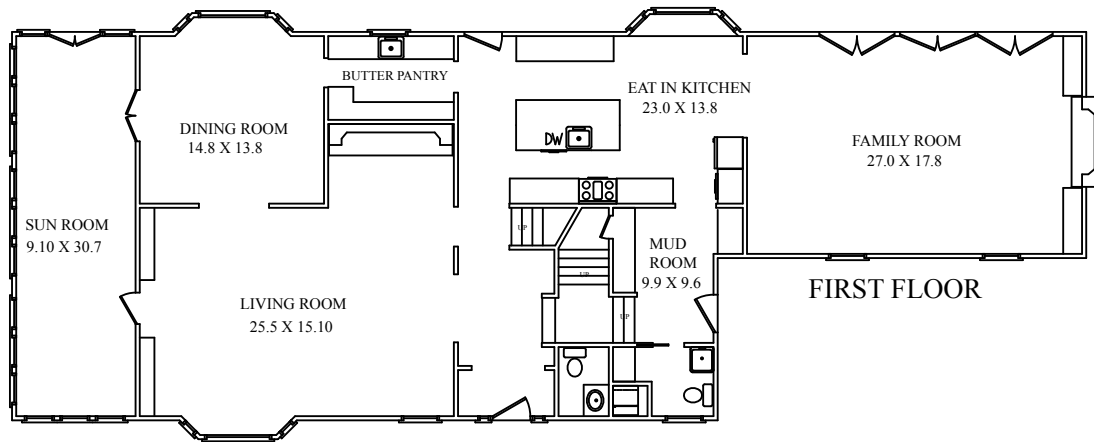 BUTTER PANTRY
EAT IN KITCHEN
23.0 X 13.8
DW
DINING ROOM
14.8 X 13.8
FAMILY ROOM
27.0 X 17.8
SUN ROOM
9.10 X 30.7
UP
MUD
ROOM
9.9 X 9.6
UP
FIRST FLOOR
LIVING ROOM
25.5 X 15.10
UP